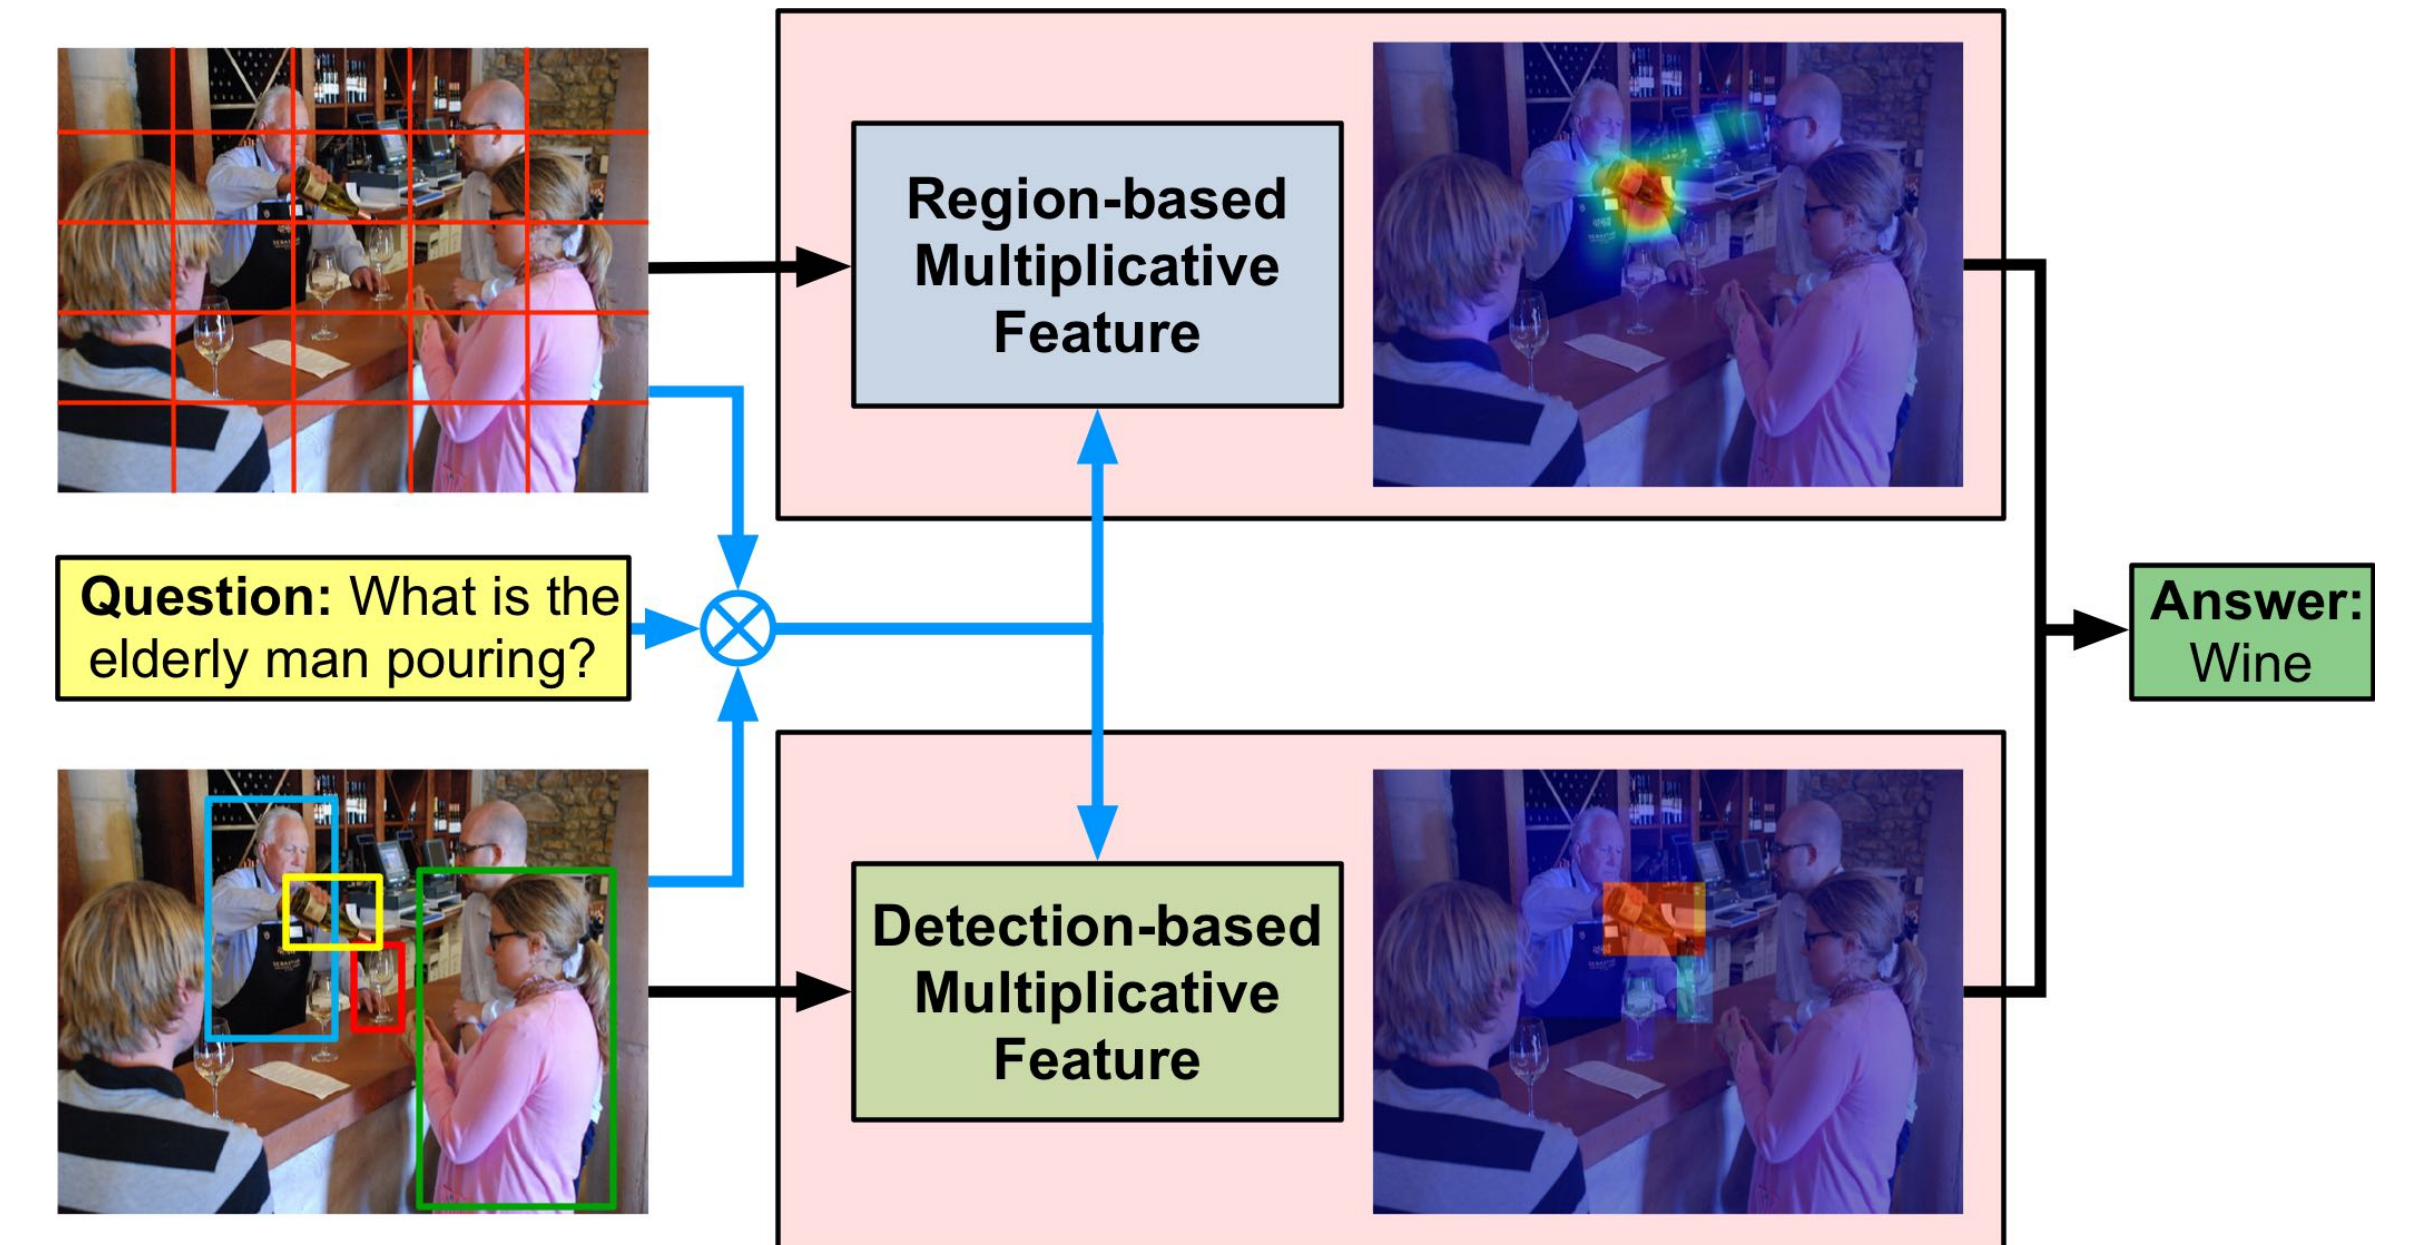 Region-based
Multiplicative
Feature
Question: What is the
elderly man pouring?
Answer:
Wine
Detection-based
Multiplicative
Feature